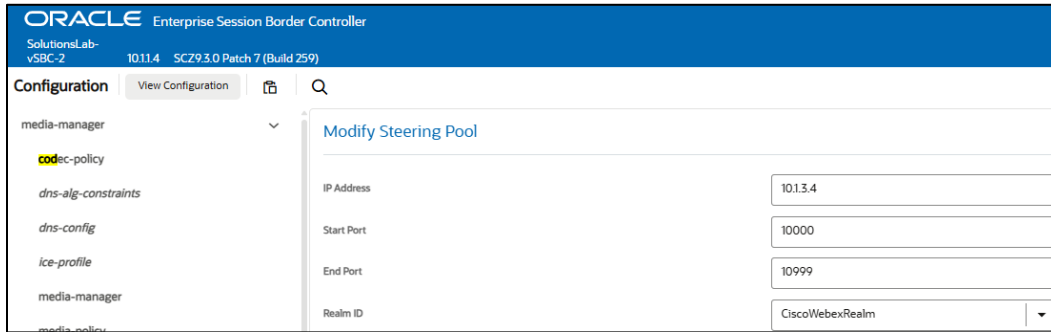 ORACLE Enterprise Session Border Controller
SolutionsLab-
vSBC-2 10.1.1.4 SCZ9.3.0 Patch 7 (Build 259)
Configuration View Configuration
media-manager
Modify Steering Pool
codec-policy
IP Address 10.1.3.4
dns-alg-constraints
Start Port 10000
dns-config
ice-profile
End Port 10999
media-manager
Realm ID CiscoWebexRealm
media-policy